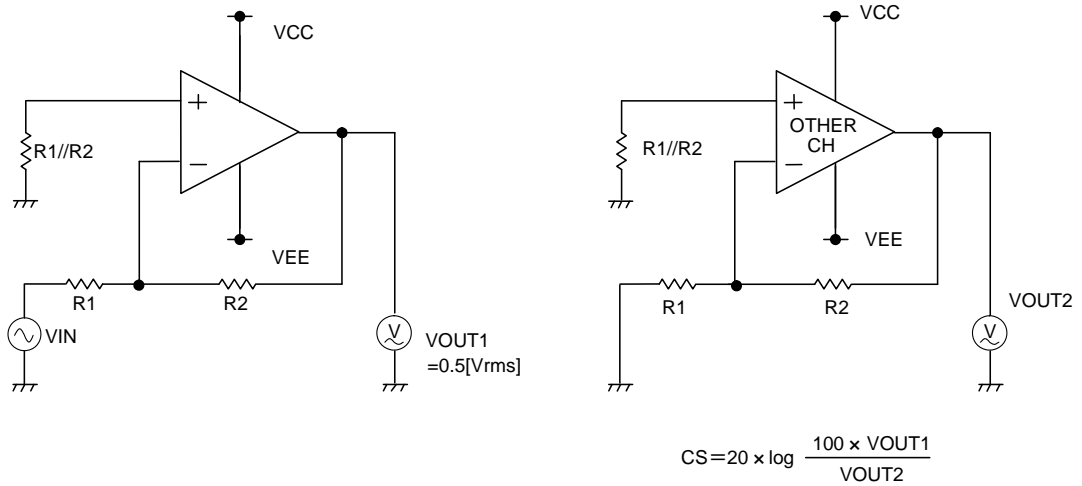 VCC
+
R1//R2
−
VEE
R1
R2
VIN
V
VOUT1
=0.5[Vrms]
VCC
+
OTHER
CH
R1//R2
−
VEE
R1
R2
VOUT2
V
CS=20×log 100×VOUT1
VOUT2